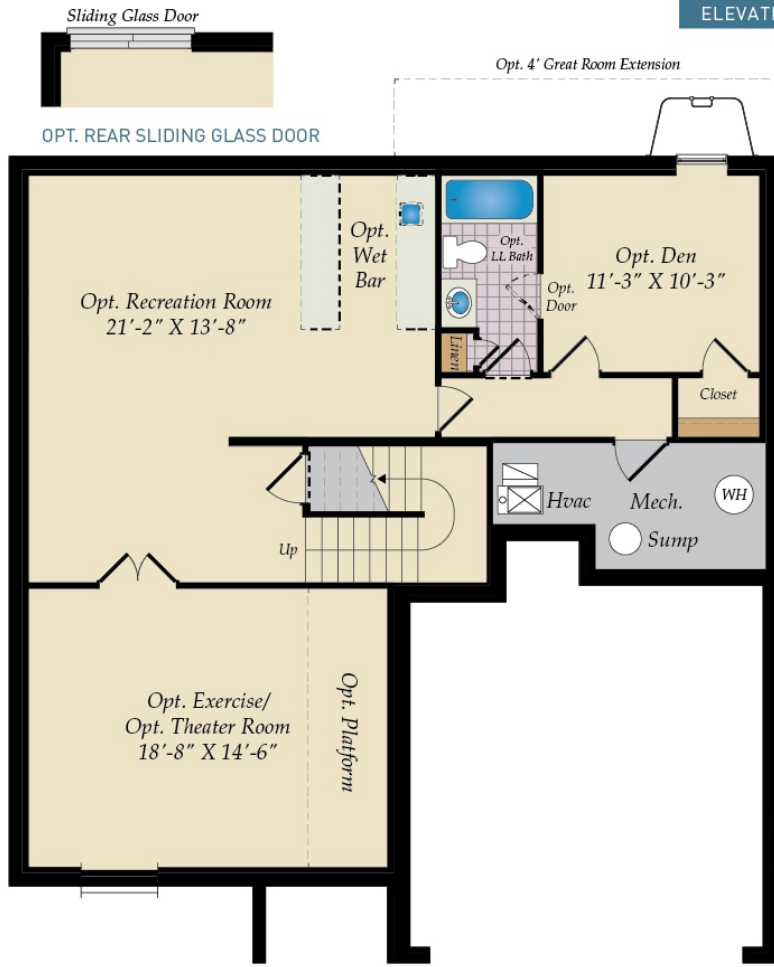 Sliding Glass Door
Opt. 4' Great Room Extension
OPT. REAR SLIDING GLASS DOOR
Opt. Recreation Room
21'-2" X 13'-8"
Opt.
Wet
Bar
Opt.
LL Bath
Opt.
Door
Opt. Den
11'-3" X 10'-3"
Linen
Closet
Up
Hvac
Mech.
WH
Sump
Opt. Exercise/
Opt. Theater Room
18'-8" X 14'-6"
Opt. Platform